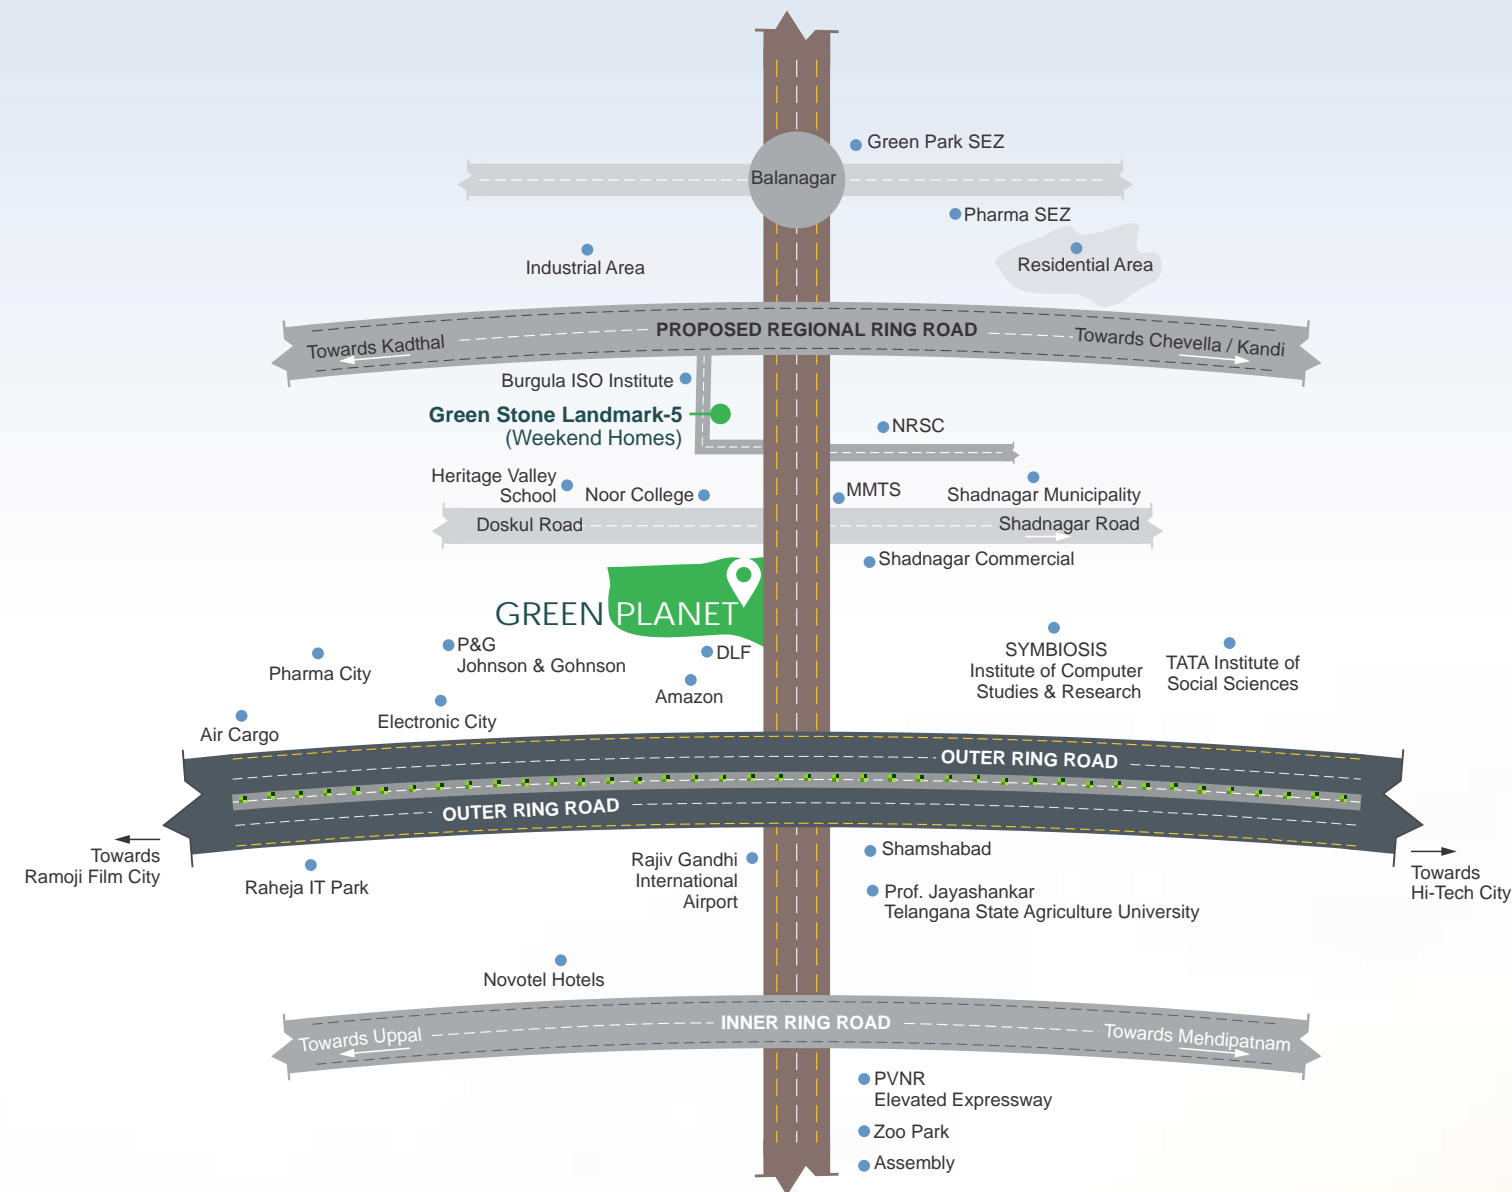 Green Park SEZ
Balanagar
Pharma SEZ
Industrial Area
Residential Area
PROPOSED REGIONAL RING ROAD
Towards Kadthal
Towards Chevella / Kandi
Burgula ISO Institute
Green Stone Landmark-5
(Weekend Homes)
NRSC
Heritage Valley
School
Noor College
MMTS
Shadnagar Municipality
Doskul Road
Shadnagar Road
Shadnagar Commercial
GREEN PLANET
P&G
Johnson & Gohnson
DLF
Pharma City
Amazon
SYMBIOSIS
Institute of Computer
Studies & Research
TATA Institute of
Social Sciences
Electronic City
Air Cargo
OUTER RING ROAD
OUTER RING ROAD
Towards
Ramoji Film City
Raheja IT Park
Rajiv Gandhi
International
Airport
Shamshabad
Prof. Jayashankar
Telangana State Agriculture University
Towards
Hi-Tech City
Novotel Hotels
INNER RING ROAD
Towards Uppal
Towards Mehdipatnam
PVNR
Elevated Expressway
Zoo Park
Assembly